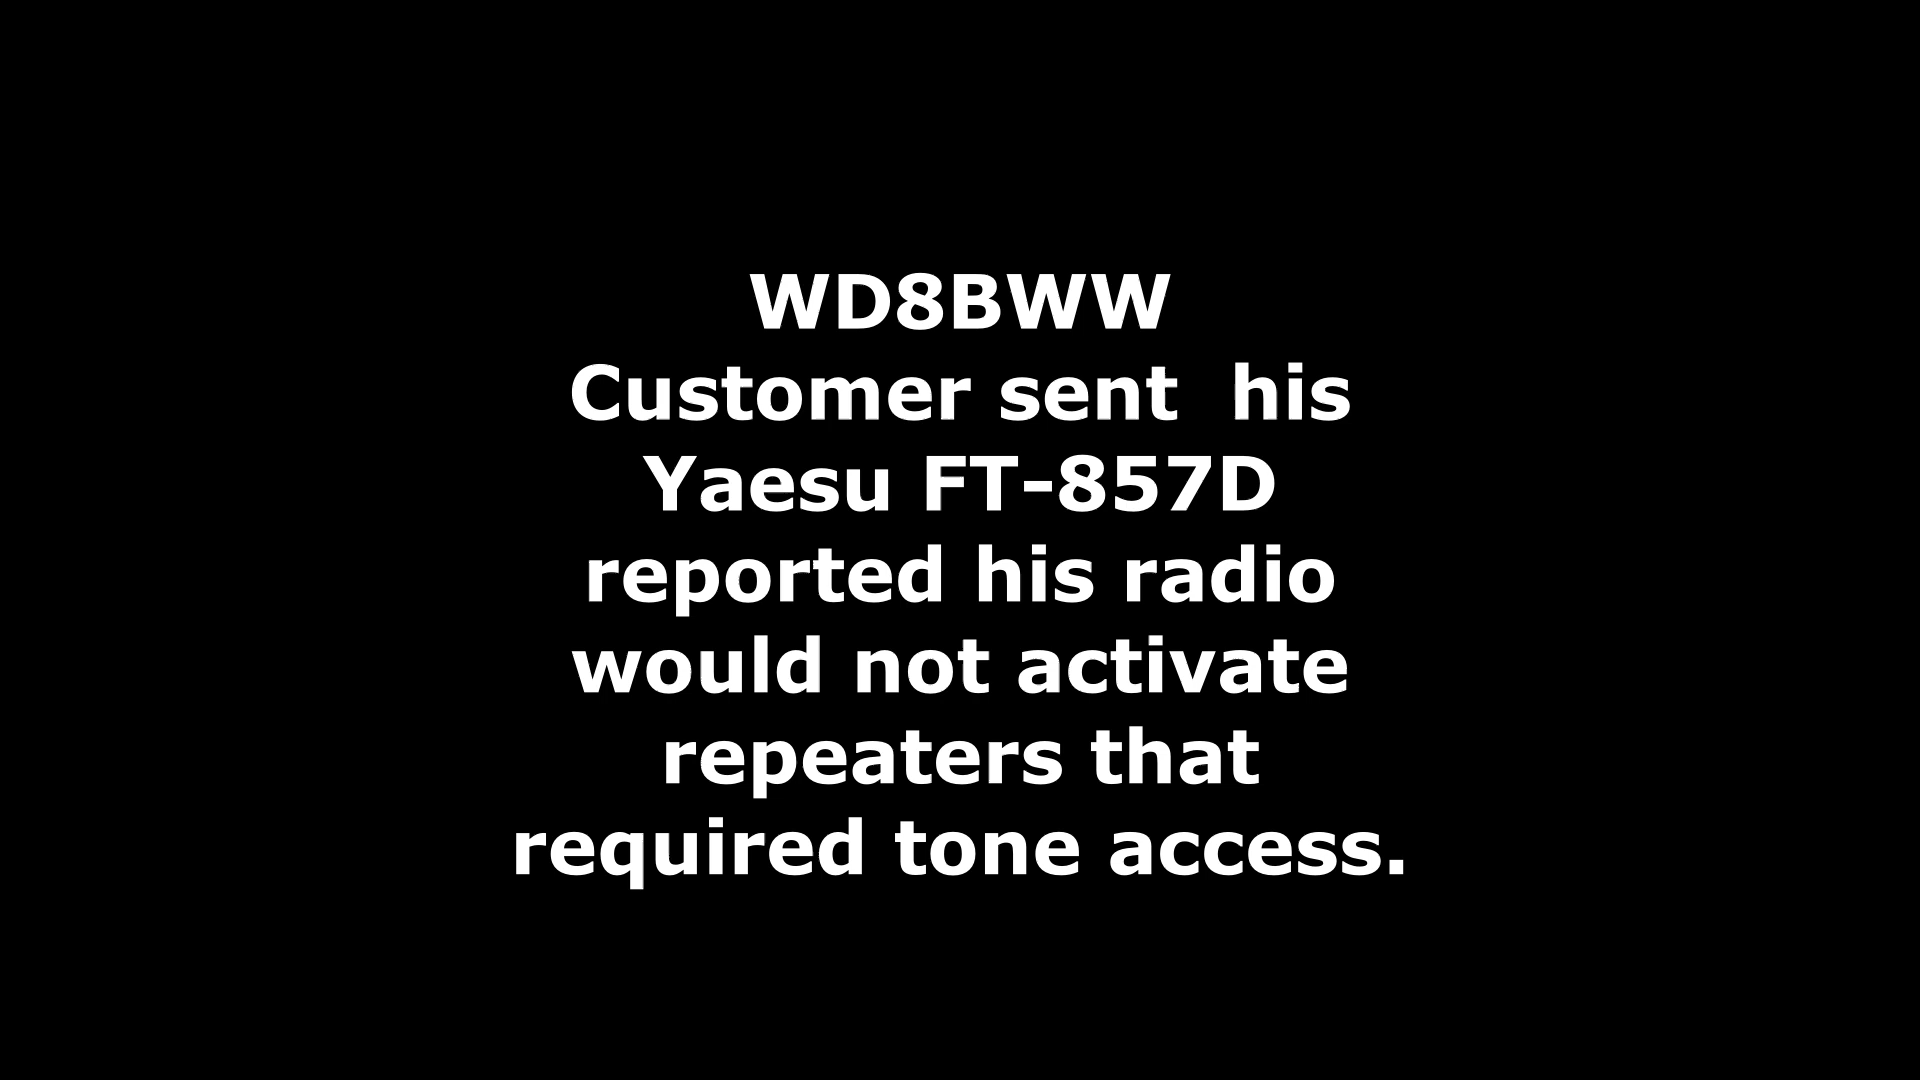 WD8BWW
Customer sent  his
Yaesu FT-857D
reported his radio
would not activate
repeaters that
required tone access.